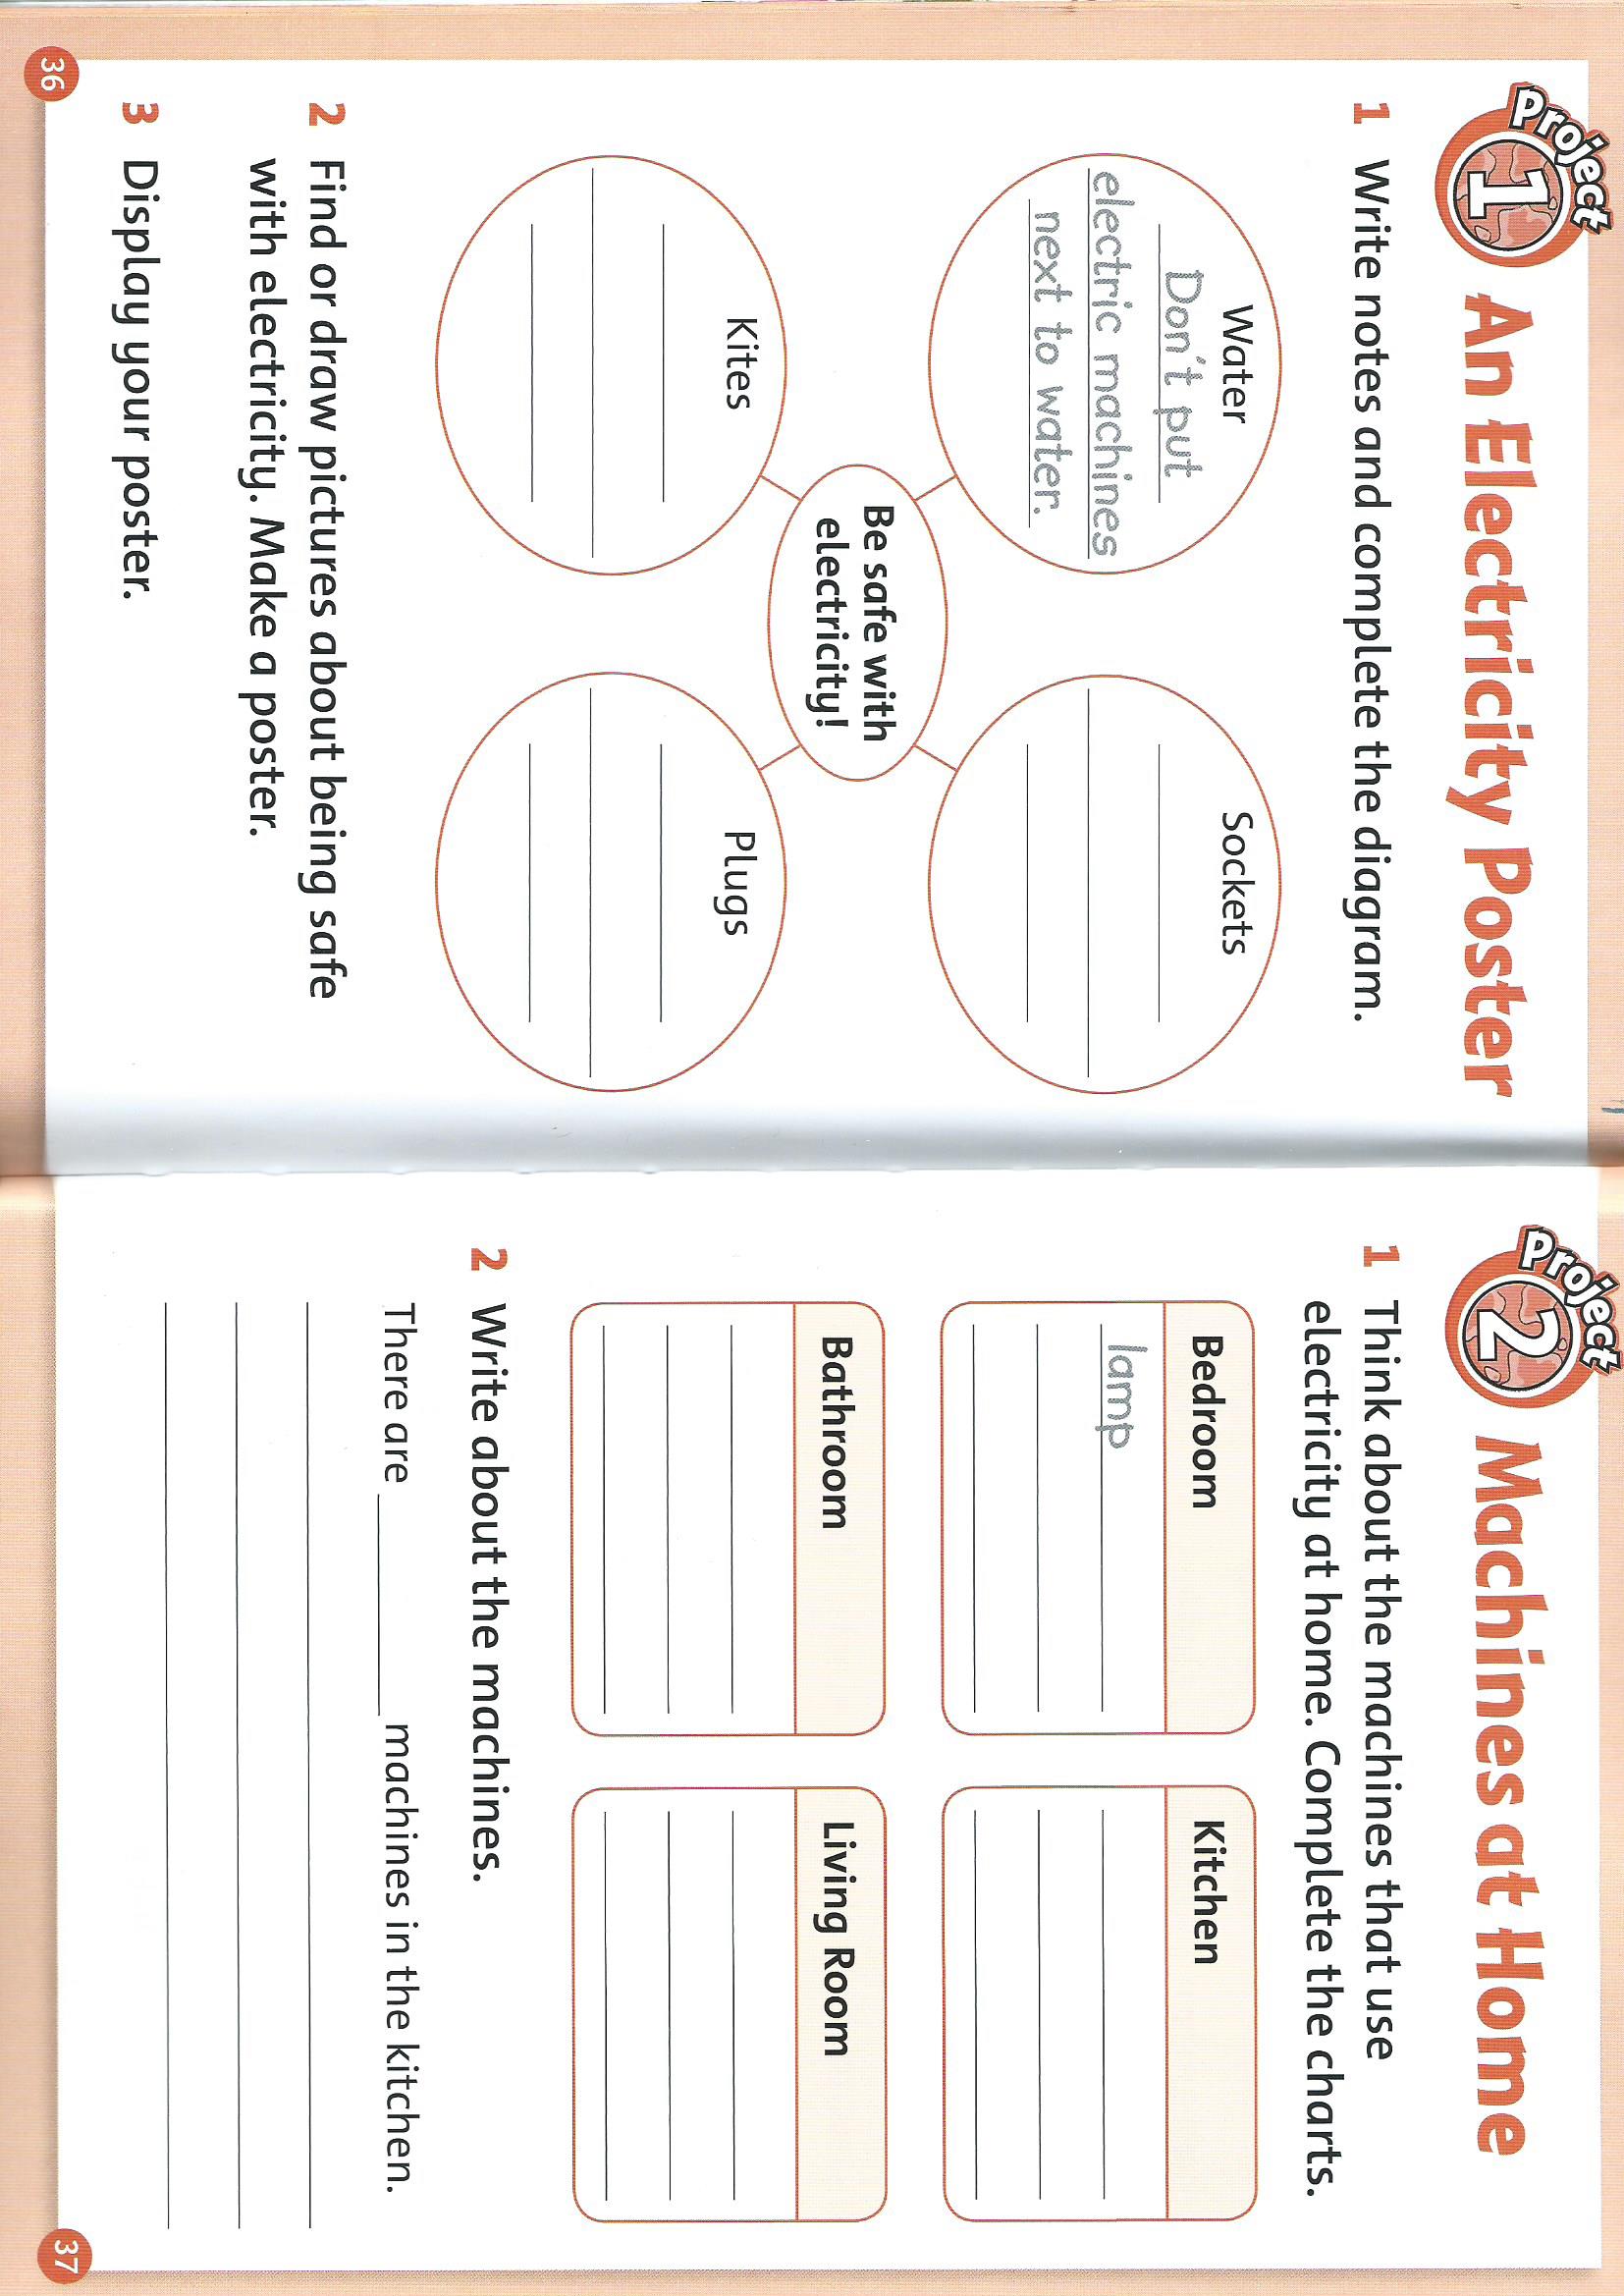 Project 1
An Electricity Poster
1 Write notes and complete the diagram.
Water
Don't put
electric machines
next to water.
Sockets
Be safe with
electricity!
Kites
Plugs
2 Find or draw pictures about being safe
with electricity. Make a poster.
3 Display your poster.
36
Project 2
Machines at Home
1 Think about the machines that use
electricity at home. Complete the charts.
Bedroom
lamp
Kitchen
Bathroom
Living Room
2 Write about the machines.
There are ________ machines in the kitchen.
37